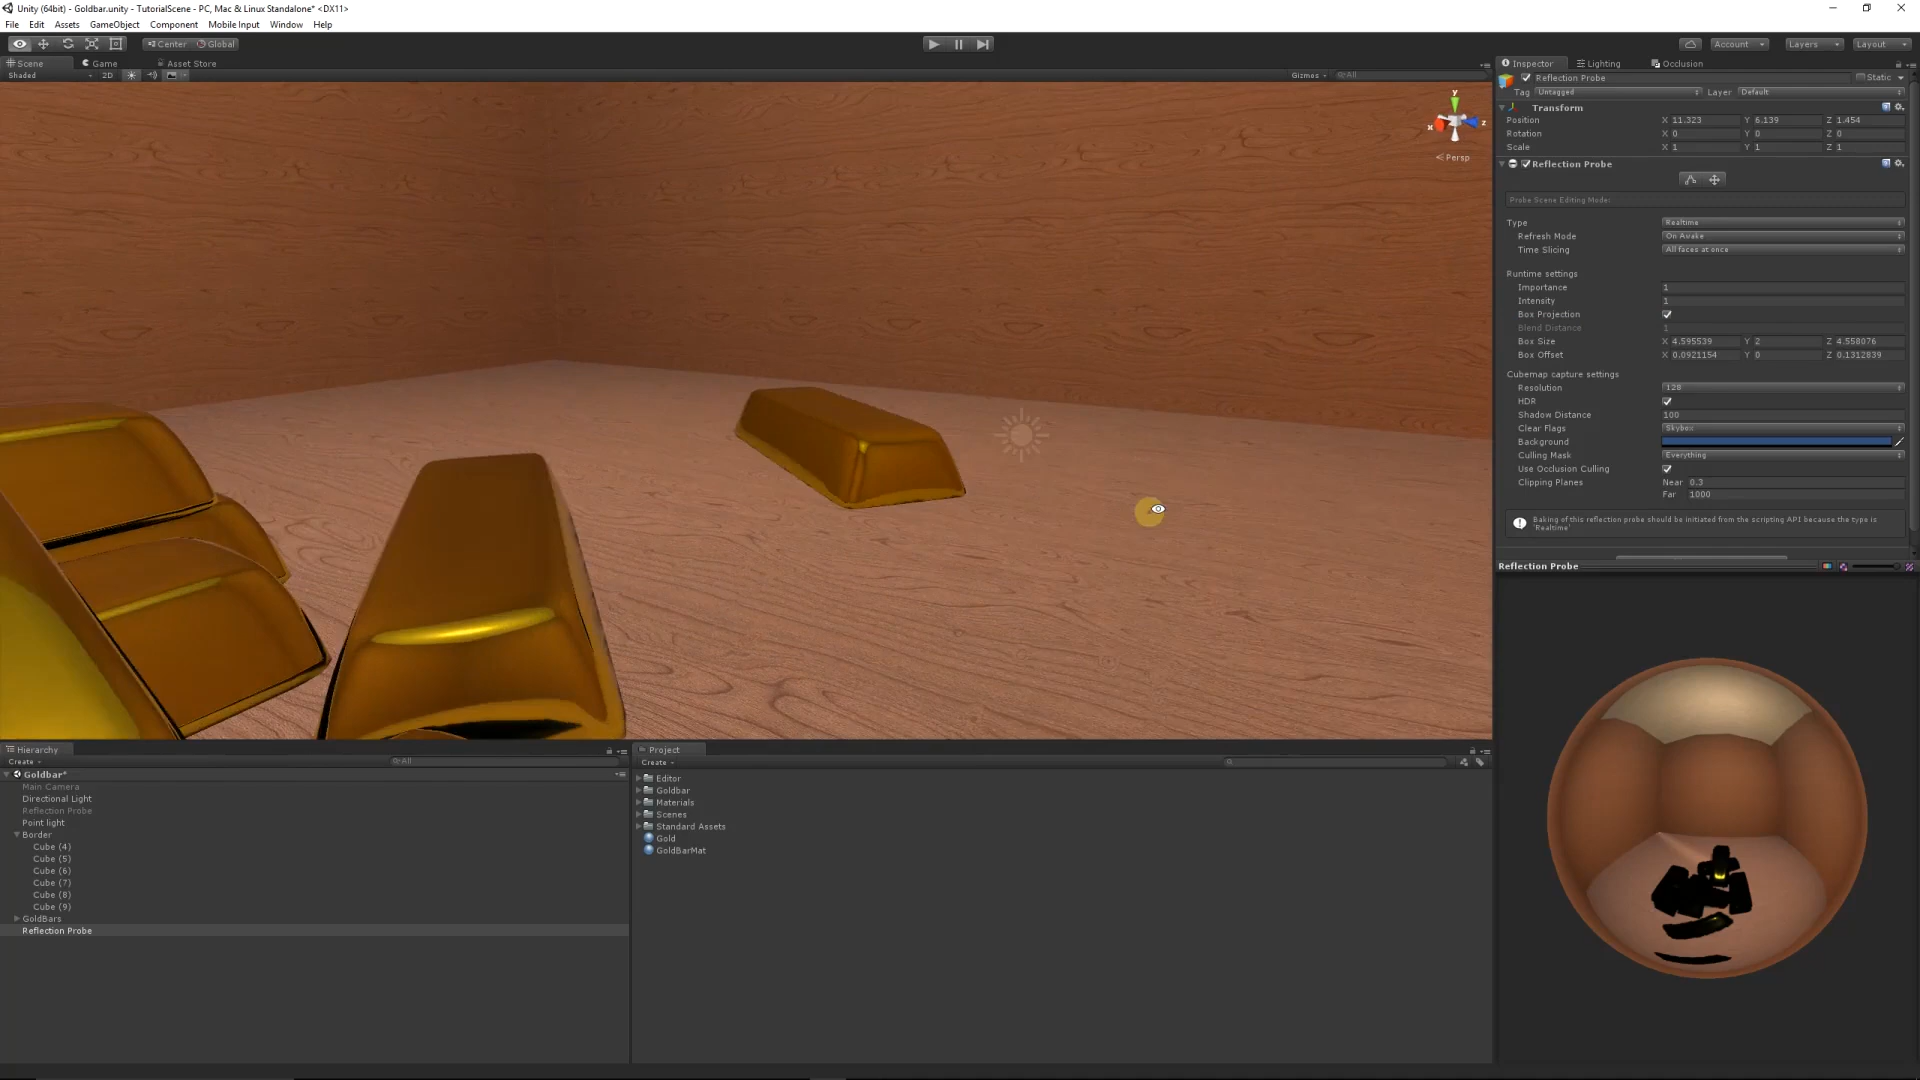 Unity (64bit) - Goldbar.unity - TutorialScene - PC, Mac & Linux Standalone* <DX11>
File Edit Assets GameObject Component Mobile Input Window Help
Center Global Account Layers Layout
Scene Game Asset Store
Shaded 2D Gizmos All
y
x z
Persp
Inspector Lighting Occlusion
Reflection Probe Static
Tag Untagged Layer Default
Transform
Position X 11.323 Y 6.139 Z 1.454
Rotation X 0 Y 0 Z 0
Scale X 1 Y 1 Z 1
Reflection Probe
Probe Scene Editing Mode:
Type Realtime
Refresh Mode On Awake
Time Slicing All faces at once
Runtime settings
Importance 1
Intensity 1
Box Projection
Blend Distance 1
Box Size X 4.595539 Y 2 Z 4.558076
Box Offset X 0.0921154 Y 0 Z 0.1312839
Cubemap capture settings
Resolution 128
HDR
Shadow Distance 100
Clear Flags Skybox
Background
Culling Mask Everything
Use Occlusion Culling
Clipping Planes Near 0.3
Far 1000
Baking of this reflection probe should be initiated from the scripting API because the type is
'Realtime'
Reflection Probe
Hierarchy
Create All
Goldbar*
Main Camera
Directional Light
Reflection Probe
Point light
Border
Cube (4)
Cube (5)
Cube (6)
Cube (7)
Cube (8)
Cube (9)
GoldBars
Reflection Probe
Project
Create
Editor
Goldbar
Materials
Scenes
Standard Assets
Gold
GoldBarMat